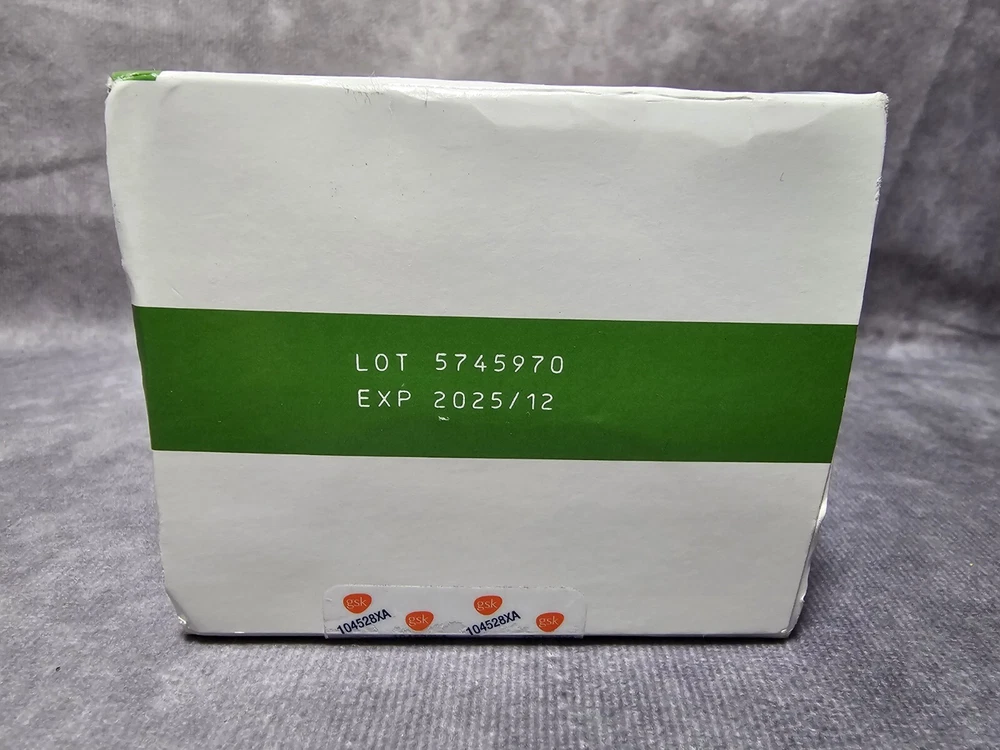 LOT 5745970
EXP 2025/12
gsk gsk
104528XA gsk 104528XA gsk